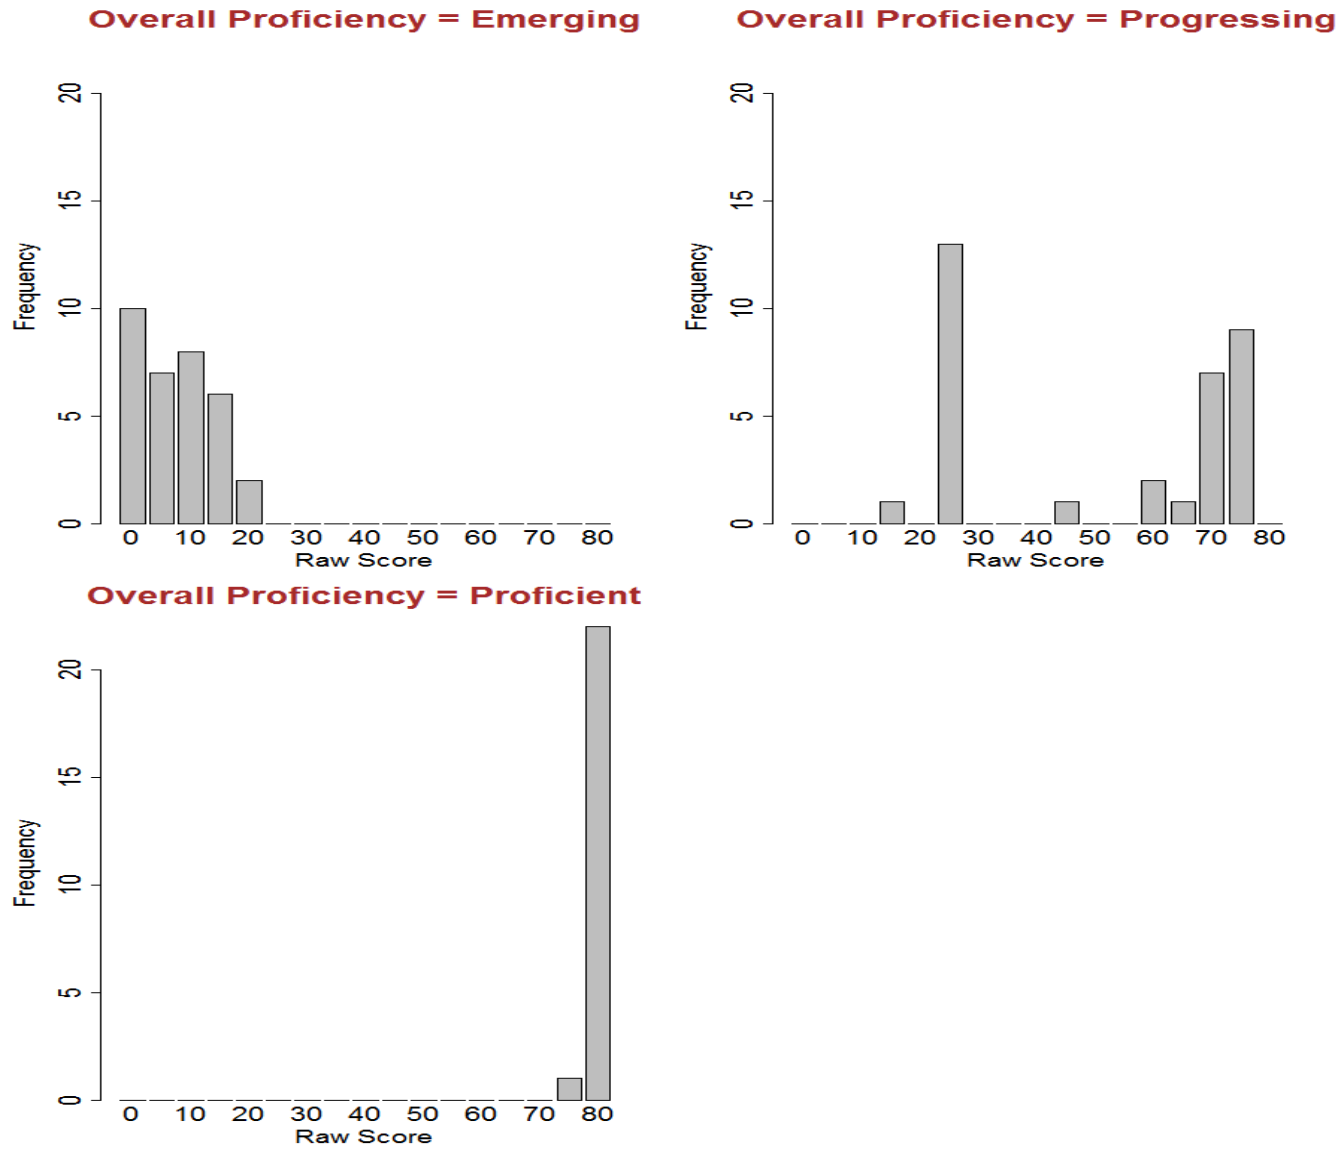 Overall Proficiency = Emerging
20
15
10
5
0
Frequency
0 10 20 30 40 50 60 70 80
Raw Score
Overall Proficiency = Progressing
20
15
10
5
0
Frequency
0 10 20 30 40 50 60 70 80
Raw Score
Overall Proficiency = Proficient
20
15
10
5
0
Frequency
0 10 20 30 40 50 60 70 80
Raw Score